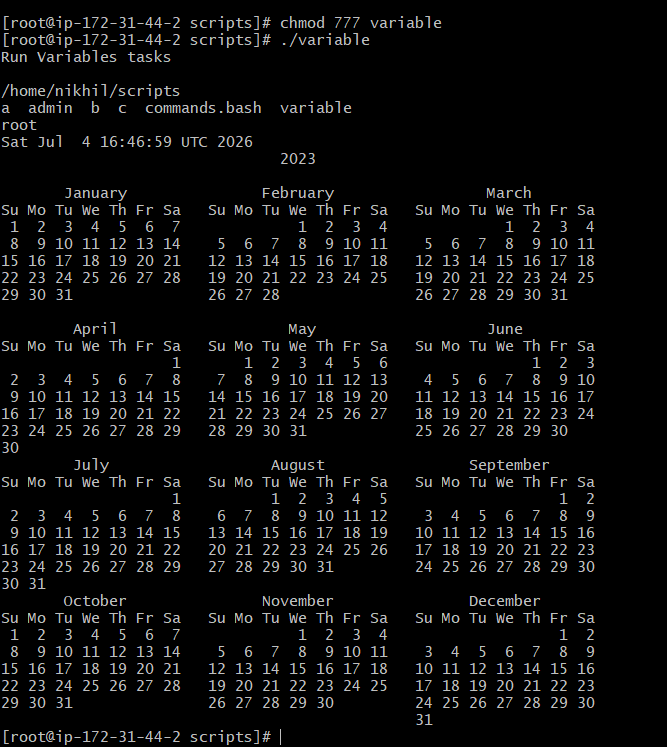 [root@ip-172-31-44-2 scripts]# chmod 777 variable
[root@ip-172-31-44-2 scripts]# ./variable
Run Variables tasks

/home/nikhil/scripts
a  admin  b  c  commands.bash  variable
root
Sat Jul  4 16:46:59 UTC 2026
                               2023

       January               February                 March
Su Mo Tu We Th Fr Sa   Su Mo Tu We Th Fr Sa   Su Mo Tu We Th Fr Sa
 1  2  3  4  5  6  7             1  2  3  4             1  2  3  4
 8  9 10 11 12 13 14    5  6  7  8  9 10 11    5  6  7  8  9 10 11
15 16 17 18 19 20 21   12 13 14 15 16 17 18   12 13 14 15 16 17 18
22 23 24 25 26 27 28   19 20 21 22 23 24 25   19 20 21 22 23 24 25
29 30 31               26 27 28               26 27 28 29 30 31

        April                   May                  June
Su Mo Tu We Th Fr Sa   Su Mo Tu We Th Fr Sa   Su Mo Tu We Th Fr Sa
                   1       1  2  3  4  5  6                1  2  3
 2  3  4  5  6  7  8    7  8  9 10 11 12 13    4  5  6  7  8  9 10
 9 10 11 12 13 14 15   14 15 16 17 18 19 20   11 12 13 14 15 16 17
16 17 18 19 20 21 22   21 22 23 24 25 26 27   18 19 20 21 22 23 24
23 24 25 26 27 28 29   28 29 30 31            25 26 27 28 29 30
30
        July                  August                September
Su Mo Tu We Th Fr Sa   Su Mo Tu We Th Fr Sa   Su Mo Tu We Th Fr Sa
                   1          1  2  3  4  5                   1  2
 2  3  4  5  6  7  8    6  7  8  9 10 11 12    3  4  5  6  7  8  9
 9 10 11 12 13 14 15   13 14 15 16 17 18 19   10 11 12 13 14 15 16
16 17 18 19 20 21 22   20 21 22 23 24 25 26   17 18 19 20 21 22 23
23 24 25 26 27 28 29   27 28 29 30 31         24 25 26 27 28 29 30
30 31
       October               November               December
Su Mo Tu We Th Fr Sa   Su Mo Tu We Th Fr Sa   Su Mo Tu We Th Fr Sa
 1  2  3  4  5  6  7             1  2  3  4                   1  2
 8  9 10 11 12 13 14    5  6  7  8  9 10 11    3  4  5  6  7  8  9
15 16 17 18 19 20 21   12 13 14 15 16 17 18   10 11 12 13 14 15 16
22 23 24 25 26 27 28   19 20 21 22 23 24 25   17 18 19 20 21 22 23
29 30 31               26 27 28 29 30         24 25 26 27 28 29 30
                                              31
[root@ip-172-31-44-2 scripts]#